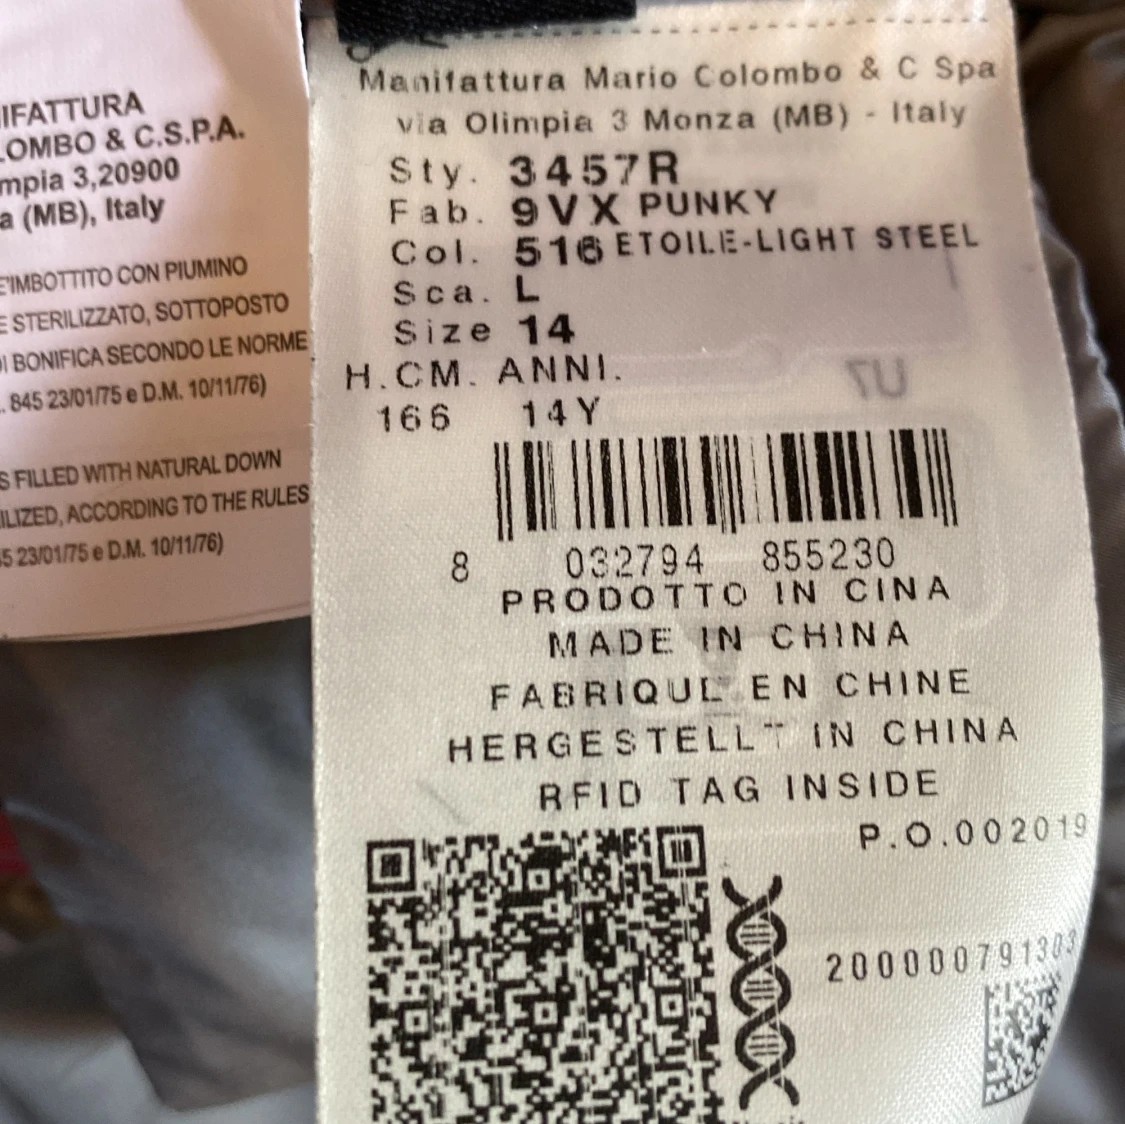 IFATTURA
LOMBO & C.S.P.A.
mpia 3,20900
a (MB), Italy
E'IMBOTTITO CON PIUMINO
E STERILIZZATO, SOTTOPOSTO
DI BONIFICA SECONDO LE NORME
. 845 23/01/75 e D.M. 10/11/76)
S FILLED WITH NATURAL DOWN
ILIZED, ACCORDING TO THE RULES
45 23/01/75 e D.M. 10/11/76)
Manifattura Mario Colombo & C Spa
via Olimpia 3 Monza (MB) - Italy
Sty. 3457R
Fab. 9VX PUNKY
Col. 516 ETOILE-LIGHT STEEL
Sca. L
Size 14
H.CM. ANNI.
166 14Y
8 032794 855230
PRODOTTO IN CINA
MADE IN CHINA
FABRIQUE EN CHINE
HERGESTELLT IN CHINA
RFID TAG INSIDE
P.O.002019
200000791303